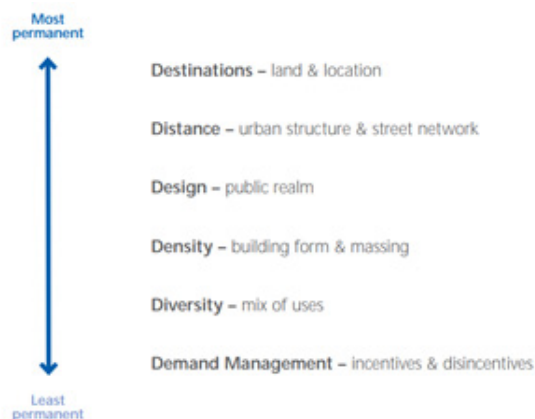 Most
permanent
Destinations – land & location
Distance – urban structure & street network
Design – public realm
Density – building form & massing
Diversity – mix of uses
Demand Management – incentives & disincentives
Least
permanent